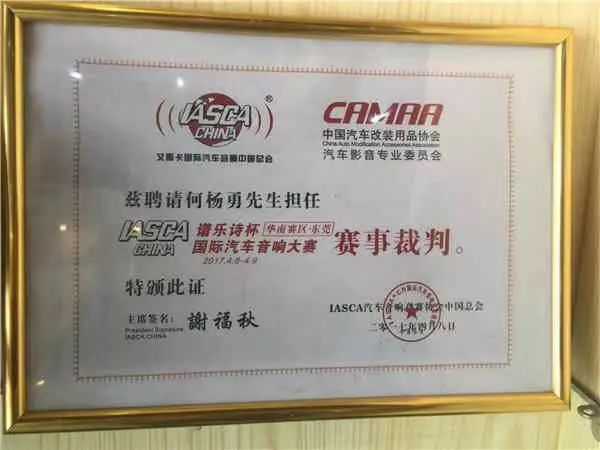 IASCA
CHINA
®
艾斯卡国际汽车音响中国总会
CAMAA
中国汽车改装用品协会
China Auto Modification Accessories Association
汽车影音专业委员会
兹聘请何杨勇先生担任
IASCA
CHINA
谱乐诗杯 华南赛区·东莞
国际汽车音响大赛
2017.4.8-4.9
赛事裁判。
特颁此证
主席签名:
President Signature
IASCA.CHINA
謝福秋
IASCA汽车音响竞赛协会中国总会
二〇一七年四月八日